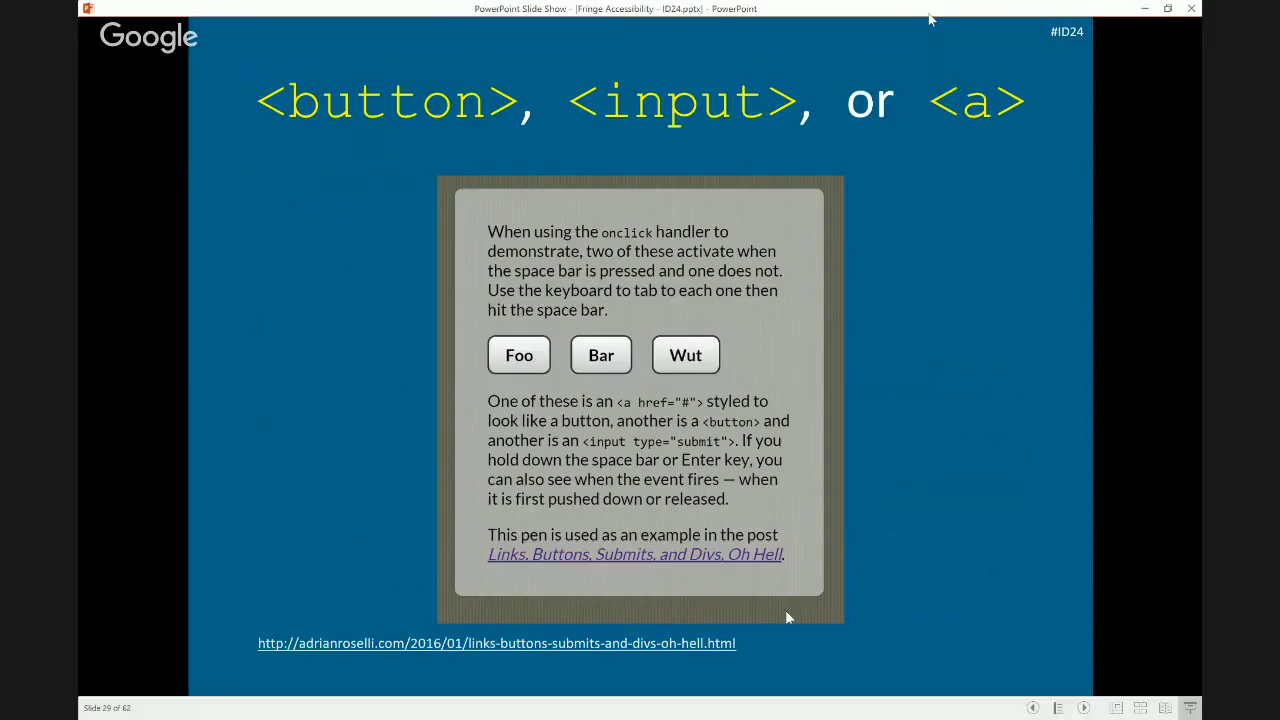 PowerPoint Slide Show - [Fringe Accessibility - ID24.pptx] - PowerPoint
Google
#ID24
<button>, <input>, or <a>
When using the onclick handler to
demonstrate, two of these activate when
the space bar is pressed and one does not.
Use the keyboard to tab to each one then
hit the space bar.
Foo Bar Wut
One of these is an <a href="#"> styled to
look like a button, another is a <button> and
another is an <input type="submit">. If you
hold down the space bar or Enter key, you
can also see when the event fires — when
it is first pushed down or released.
This pen is used as an example in the post
Links, Buttons, Submits, and Divs, Oh Hell.
http://adrianroselli.com/2016/01/links-buttons-submits-and-divs-oh-hell.html
Slide 29 of 62